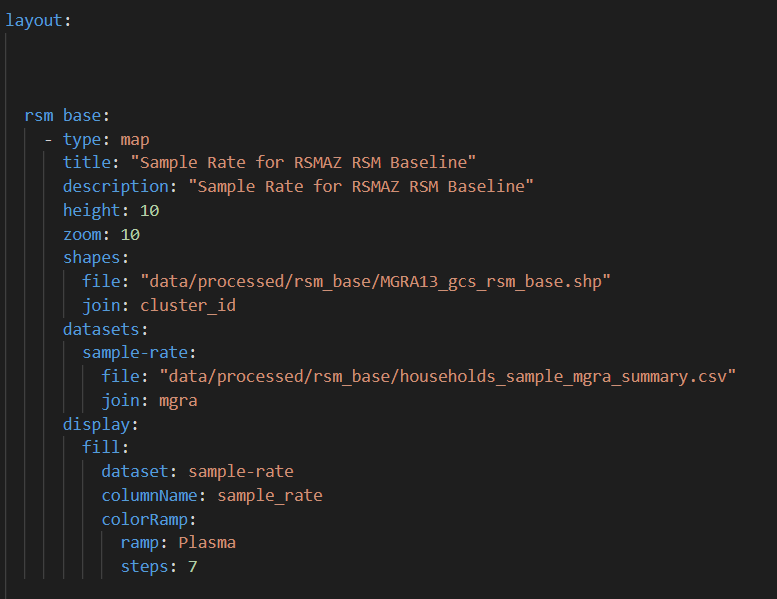 layout:
rsm base:
- type: map
title: "Sample Rate for RSMAZ RSM Baseline"
description: "Sample Rate for RSMAZ RSM Baseline"
height: 10
zoom: 10
shapes:
file: "data/processed/rsm_base/MGRA13_gcs_rsm_base.shp"
join: cluster_id
datasets:
sample-rate:
file: "data/processed/rsm_base/households_sample_mgra_summary.csv"
join: mgra
display:
fill:
dataset: sample-rate
columnName: sample_rate
colorRamp:
ramp: Plasma
steps: 7